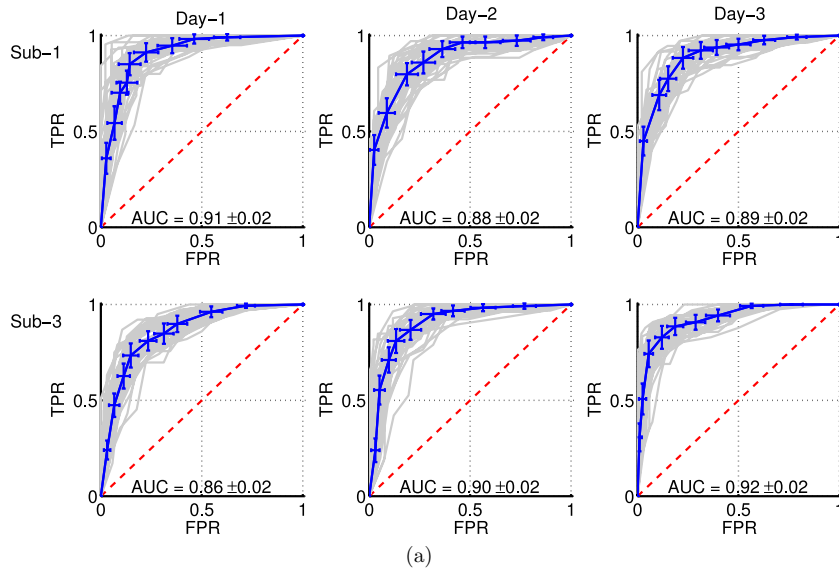 Day-1 Day-2 Day-3
Sub-1
1 1 1
TPR TPR TPR
0.5 0.5 0.5
AUC = 0.91 ±0.02 AUC = 0.88 ±0.02 AUC = 0.89 ±0.02
0 0 0
0 0.5 1 0 0.5 1 0 0.5 1
FPR FPR FPR
1 1 1
Sub-3
TPR TPR TPR
0.5 0.5 0.5
AUC = 0.86 ±0.02 AUC = 0.90 ±0.02 AUC = 0.92 ±0.02
0 0 0
0 0.5 1 0 0.5 1 0 0.5 1
FPR FPR FPR
(a)